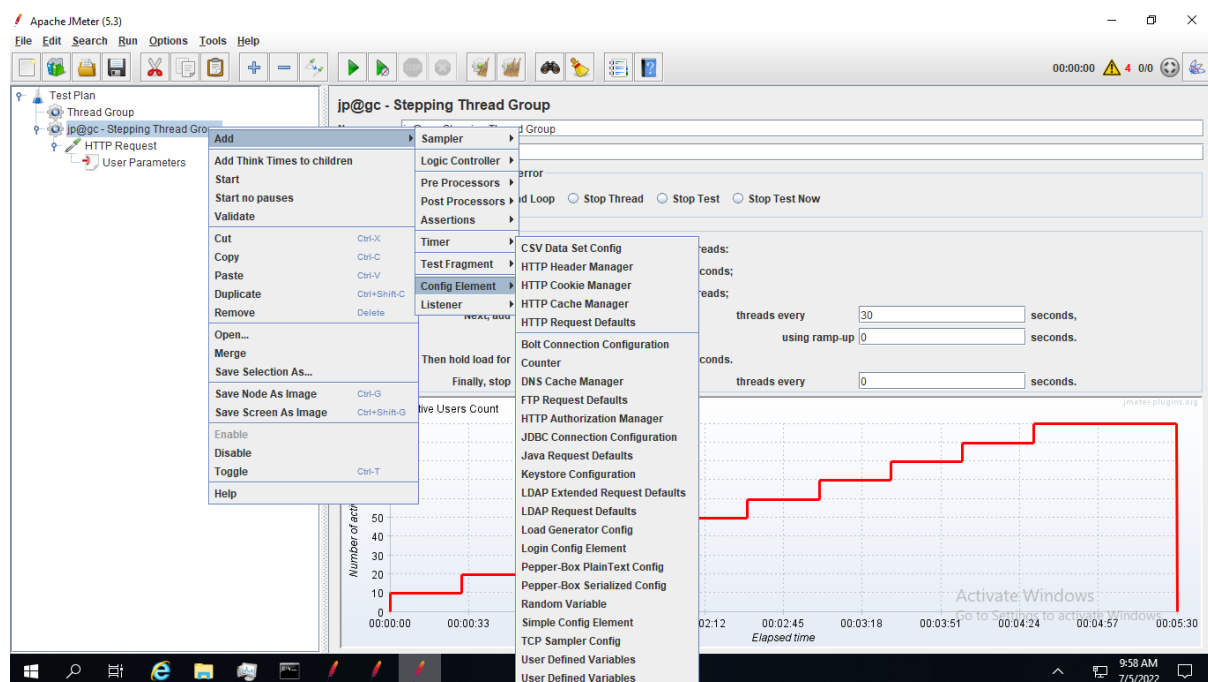 Apache JMeter (5.3)
File Edit Search Run Options Tools Help
00:00:00 4 0/0
Test Plan
Thread Group
jp@gc - Stepping Thread Gro
HTTP Request
User Parameters
jp@gc - Stepping Thread Group
Add
Add Think Times to children
Start
Start no pauses
Validate
Cut Ctrl-X
Copy Ctrl-C
Paste Ctrl-V
Duplicate Ctrl+Shift-C
Remove Delete
Open...
Merge
Save Selection As...
Save Node As Image Ctrl-G
Save Screen As Image Ctrl+Shift-G
Enable
Disable
Toggle Ctrl-T
Help
Sampler
Logic Controller
Pre Processors
Post Processors
Assertions
Timer
Test Fragment
Config Element
Listener
CSV Data Set Config
HTTP Header Manager
HTTP Cookie Manager
HTTP Cache Manager
HTTP Request Defaults
Bolt Connection Configuration
Counter
DNS Cache Manager
FTP Request Defaults
HTTP Authorization Manager
JDBC Connection Configuration
Java Request Defaults
Keystore Configuration
LDAP Extended Request Defaults
LDAP Request Defaults
Load Generator Config
Login Config Element
Pepper-Box PlainText Config
Pepper-Box Serialized Config
Random Variable
Simple Config Element
TCP Sampler Config
User Defined Variables
User Defined Variables
d Group
error
d Loop Stop Thread Stop Test Stop Test Now
reads:
conds;
reads;
threads every 30 seconds,
using ramp-up 0 seconds.
Then hold load for conds.
Finally, stop threads every 0 seconds.
tive Users Count
jmeter-plugins.org
Number of acti
50
40
30
20
10
0
00:00:00 00:00:33 02:12 00:02:45 00:03:18 00:03:51 00:04:24 00:04:57 00:05:30
Elapsed time
Activate Windows
Go to Settings to activate Windows.
9:58 AM
7/5/2022